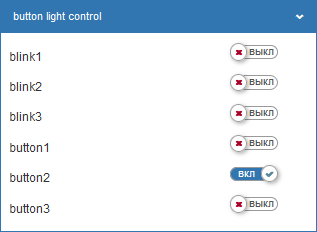 button light control
blink1 ВЫКЛ
blink2 ВЫКЛ
blink3 ВЫКЛ
button1 ВЫКЛ
button2 ВКЛ
button3 ВЫКЛ